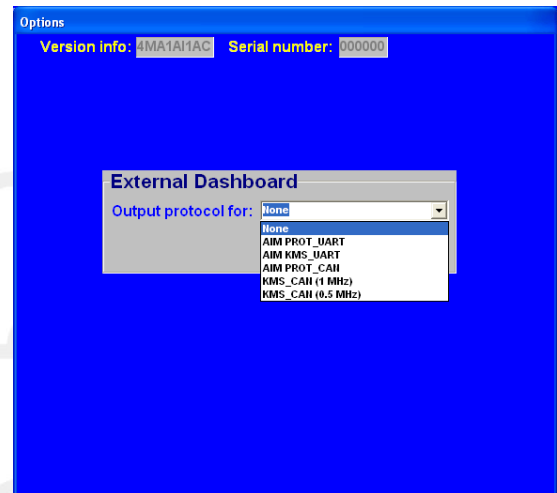 Options
Version info: 4MA1AI1AC Serial number: 000000
External Dashboard
Output protocol for: None
None
AIM PROT_UART
AIM KMS_UART
AIM PROT_CAN
KMS_CAN (1 MHz)
KMS_CAN (0.5 MHz)